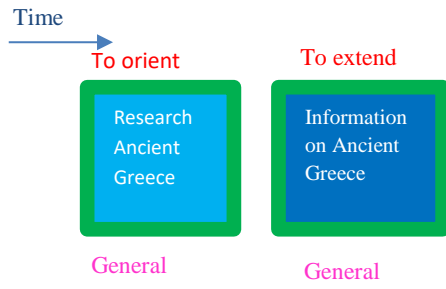 Time
To orient
To extend
Research
Ancient
Greece
Information
on Ancient
Greece
General
General